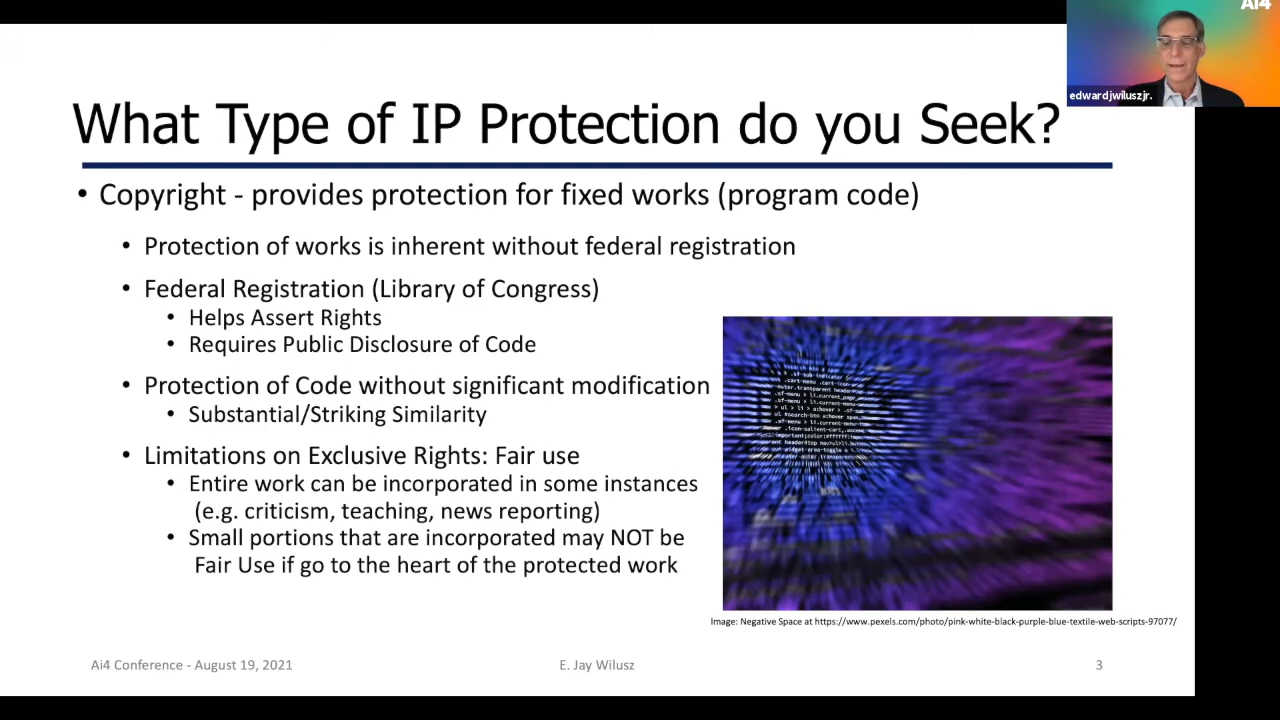 Ai4
edwardjwiluszjr.
What Type of IP Protection do you Seek?
• Copyright - provides protection for fixed works (program code)
• Protection of works is inherent without federal registration
• Federal Registration (Library of Congress)
• Helps Assert Rights
• Requires Public Disclosure of Code
• Protection of Code without significant modification
• Substantial/Striking Similarity
• Limitations on Exclusive Rights: Fair use
• Entire work can be incorporated in some instances
(e.g. criticism, teaching, news reporting)
• Small portions that are incorporated may NOT be
Fair Use if go to the heart of the protected work
Image: Negative Space at https://www.pexels.com/photo/pink-white-black-purple-blue-textile-web-scripts-97077/
Ai4 Conference - August 19, 2021
E. Jay Wilusz
3